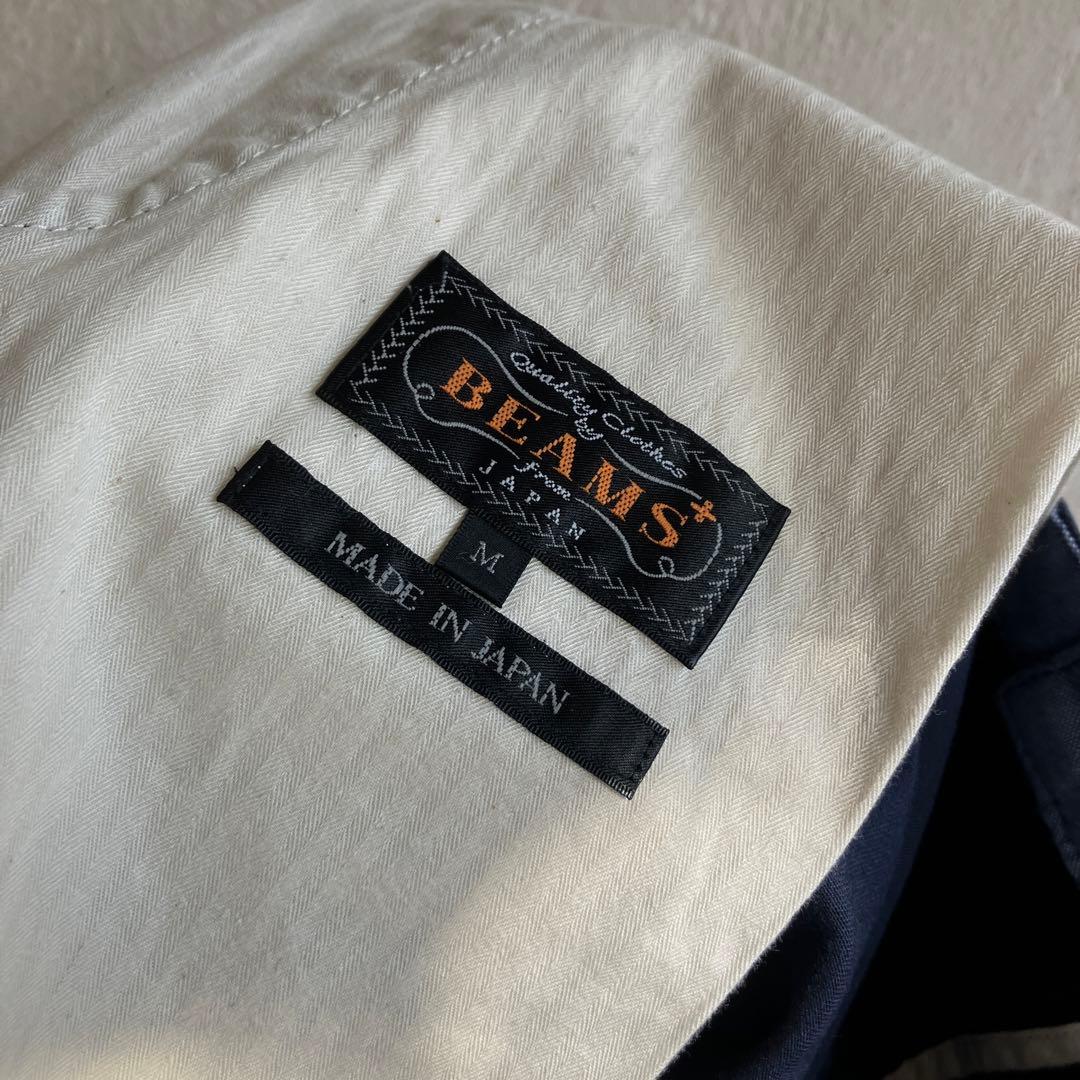 Quality Clothes
by
BEAMS+
from
JAPAN
M
MADE IN JAPAN